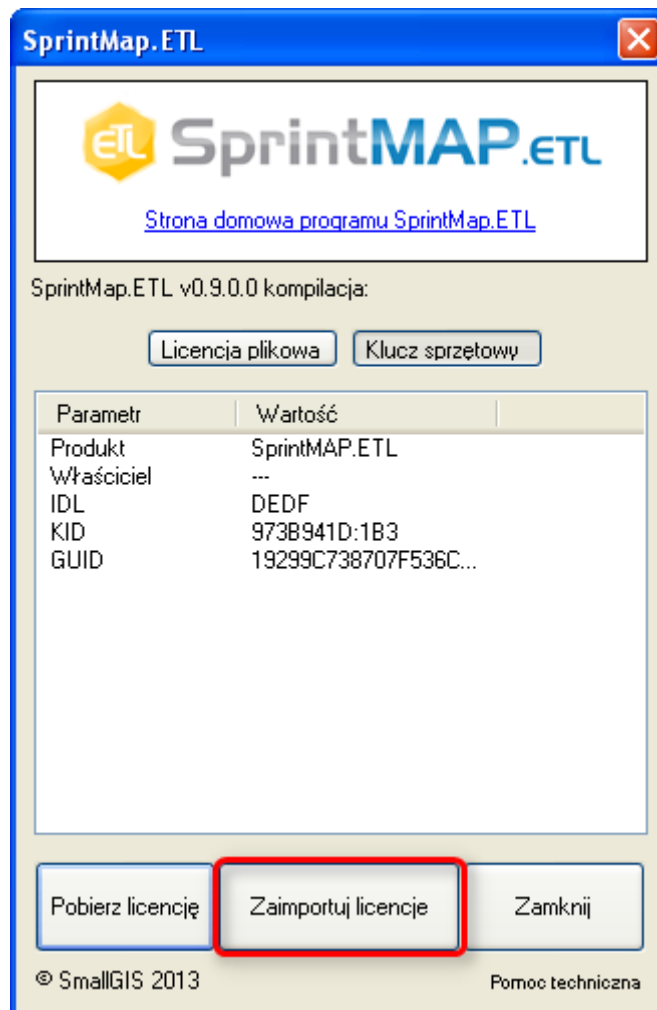 SprintMap.ETL
ETL SprintMAP.ETL
Strona domowa programu SprintMap.ETL
SprintMap.ETL v0.9.0.0 kompilacja:
Licencja plikowa Klucz sprzętowy
Parametr Wartość
Produkt SprintMAP.ETL
Właściciel ---
IDL DEDF
KID 973B941D:1B3
GUID 19299C738707F536C...
Pobierz licencję Zaimportuj licencje Zamknij
© SmallGIS 2013 Pomoc techniczna